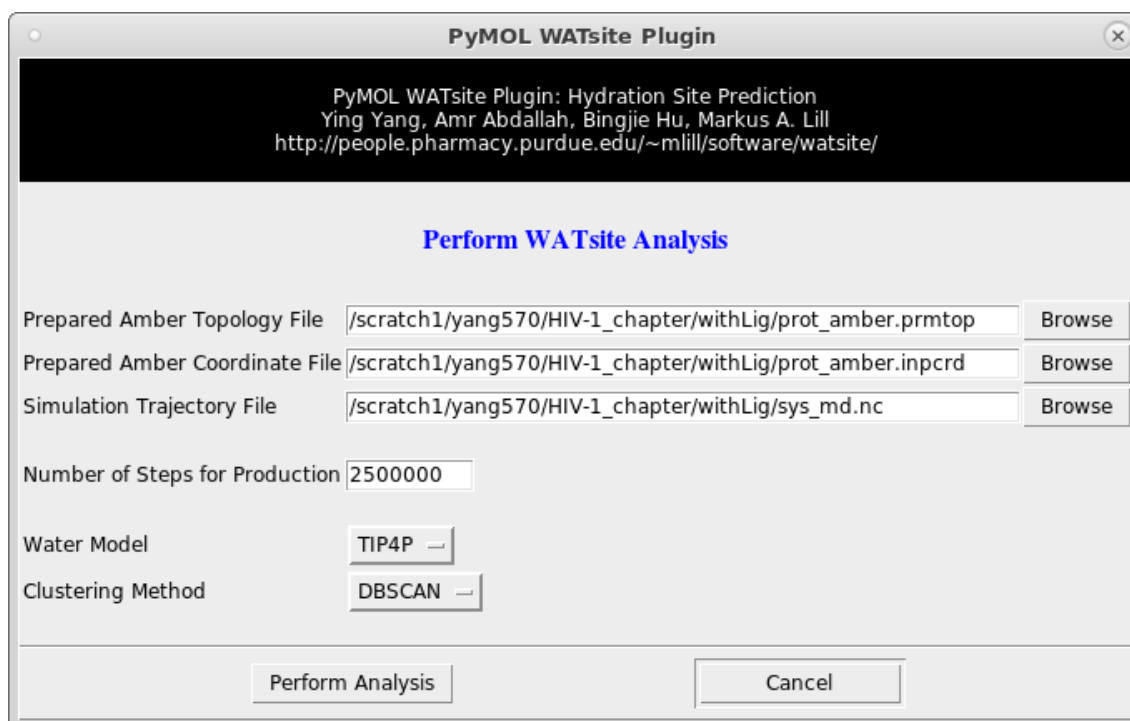 PyMOL WATsite Plugin
PyMOL WATsite Plugin: Hydration Site Prediction
Ying Yang, Amr Abdallah, Bingjie Hu, Markus A. Lill
http://people.pharmacy.purdue.edu/~mlill/software/watsite/
Perform WATsite Analysis
Prepared Amber Topology File /scratch1/yang570/HIV-1_chapter/withLig/prot_amber.prmtop Browse
Prepared Amber Coordinate File /scratch1/yang570/HIV-1_chapter/withLig/prot_amber.inpcrd Browse
Simulation Trajectory File /scratch1/yang570/HIV-1_chapter/withLig/sys_md.nc Browse
Number of Steps for Production 2500000
Water Model TIP4P
Clustering Method DBSCAN
Perform Analysis Cancel